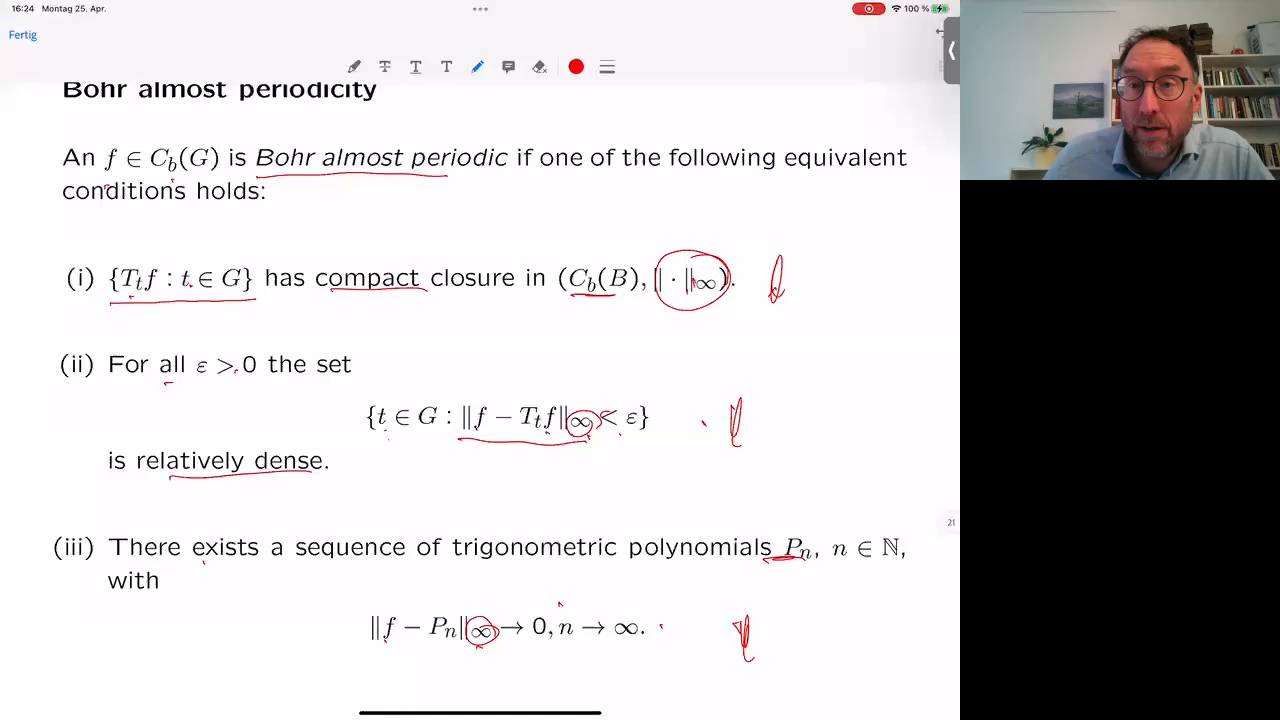 16:24 Montag 25. Apr.
100 %
Fertig
Bohr almost periodicity
An f ∈ C_b(G) is Bohr almost periodic if one of the following equivalent
conditions holds:
(i) {T_t f : t ∈ G} has compact closure in (C_b(B), ‖ · ‖_∞).
(ii) For all ε > 0 the set
{t ∈ G : ‖f − T_t f‖_∞ < ε}
is relatively dense.
21
(iii) There exists a sequence of trigonometric polynomials P_n, n ∈ ℕ,
with
‖f − P_n‖_∞ → 0, n → ∞.